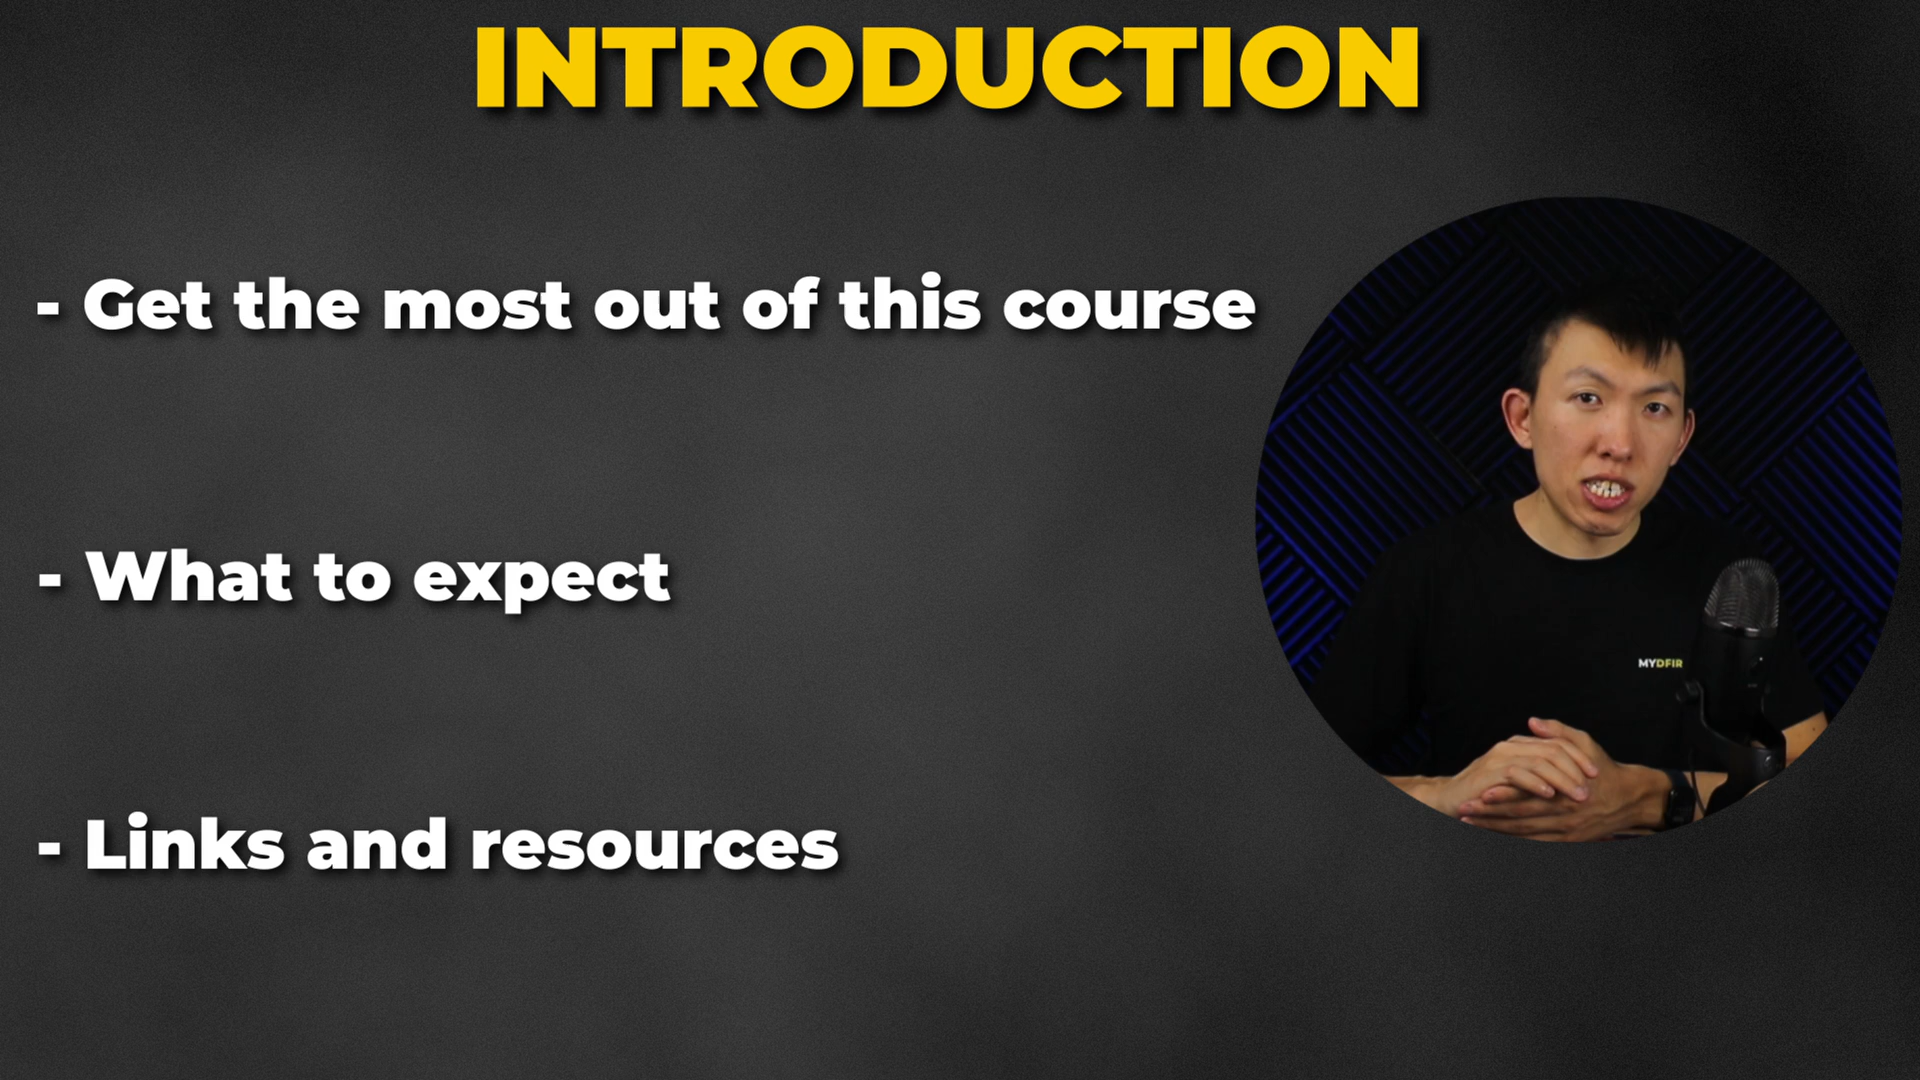 INTRODUCTION
- Get the most out of this course
- What to expect
- Links and resources
MYDFIR